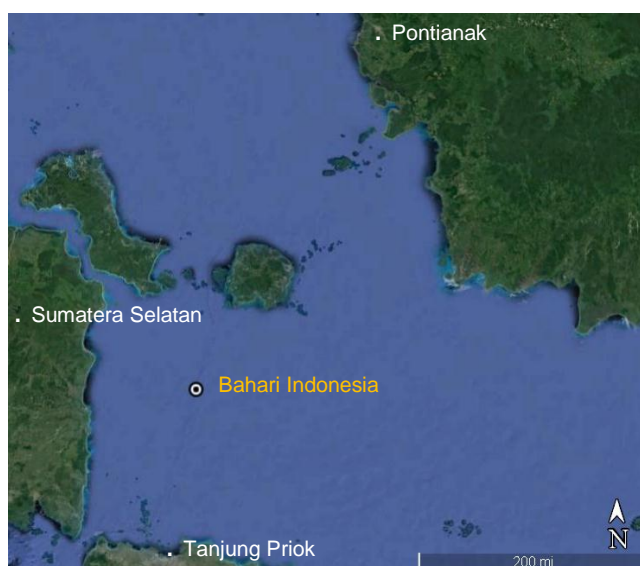 Pontianak
Sumatera Selatan
Bahari Indonesia
Tanjung Priok
N
200 mi